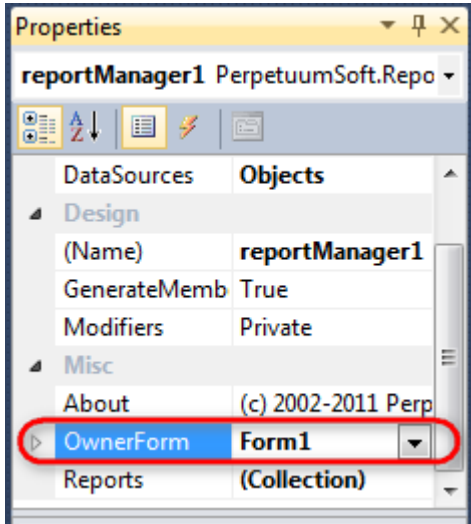 Properties
reportManager1 PerpetuumSoft.Repo
DataSources Objects
Design
(Name) reportManager1
GenerateMemb True
Modifiers Private
Misc
About (c) 2002-2011 Perp
OwnerForm Form1
Reports (Collection)